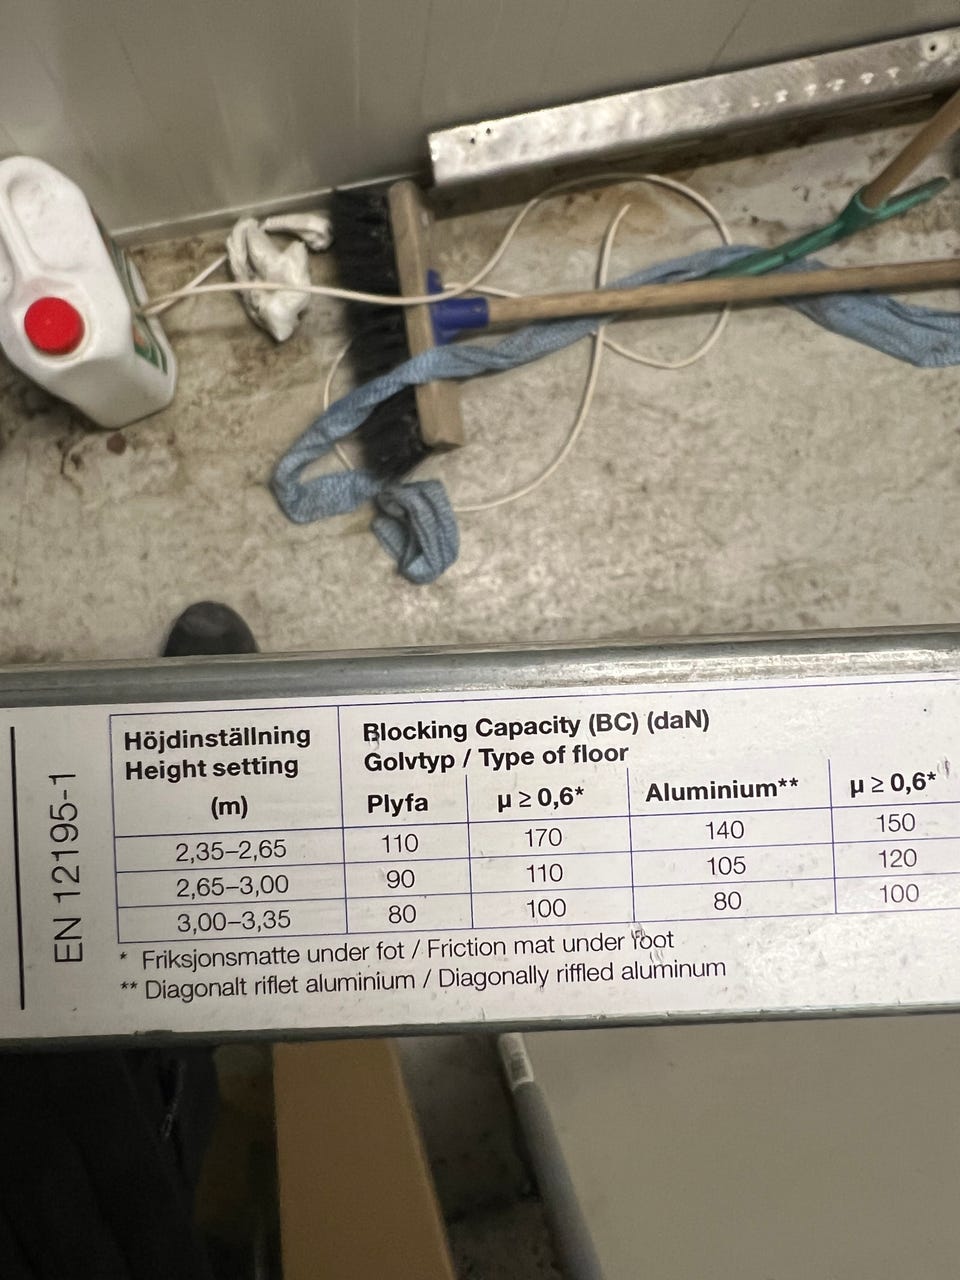 EN 12195-1
Höjdinställning
Height setting
(m)
Blocking Capacity (BC) (daN)
Golvtyp / Type of floor
Plyfa μ ≥ 0,6* Aluminium** μ ≥ 0,6*
2,35–2,65 110 170 140 150
2,65–3,00 90 110 105 120
3,00–3,35 80 100 80 100
* Friksjonsmatte under fot / Friction mat under foot
** Diagonalt riflet aluminium / Diagonally riffled aluminum